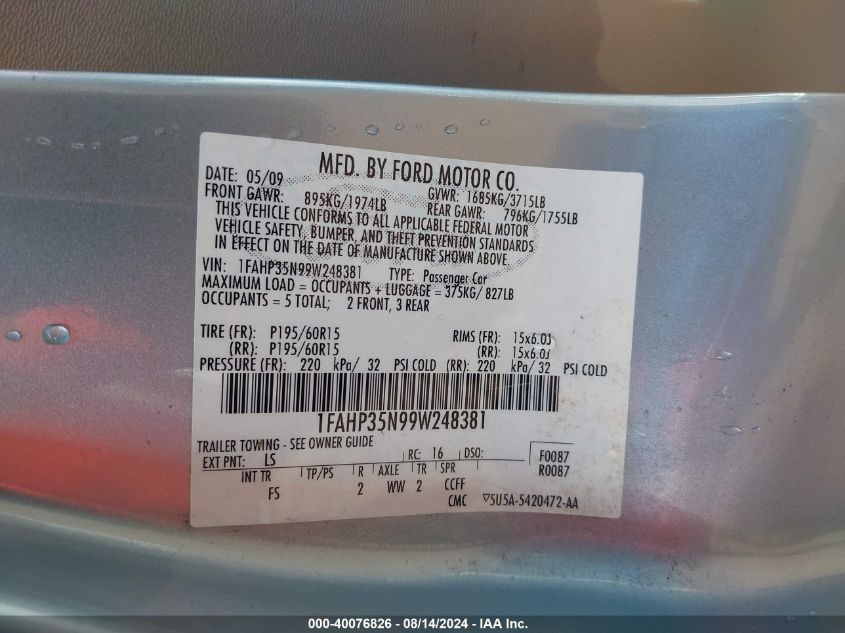 MFD. BY FORD MOTOR CO.
DATE: 05/09 GVWR: 1685KG/3715LB
FRONT GAWR: 895KG/1974LB REAR GAWR: 796KG/1755LB
THIS VEHICLE CONFORMS TO ALL APPLICABLE FEDERAL MOTOR
VEHICLE SAFETY, BUMPER, AND THEFT PREVENTION STANDARDS
IN EFFECT ON THE DATE OF MANUFACTURE SHOWN ABOVE.
VIN: 1FAHP35N99W248381 TYPE: Passenger Car
MAXIMUM LOAD = OCCUPANTS + LUGGAGE = 375KG/ 827LB
OCCUPANTS = 5 TOTAL; 2 FRONT, 3 REAR
TIRE (FR): P195/60R15 RIMS (FR): 15x6.0J
(RR): P195/60R15 (RR): 15x6.0J
PRESSURE (FR): 220 kPa/ 32 PSI COLD (RR): 220 kPa/ 32 PSI COLD
1FAHP35N99W248381
TRAILER TOWING - SEE OWNER GUIDE
EXT PNT: LS RC: 16 DSO: F0087
R0087
INT TR TP/PS R AXLE TR SPR
FS 2 WW 2 CCFF
CMC ▽5U5A-5420472-AA
000-40076826 - 08/14/2024 - IAA Inc.